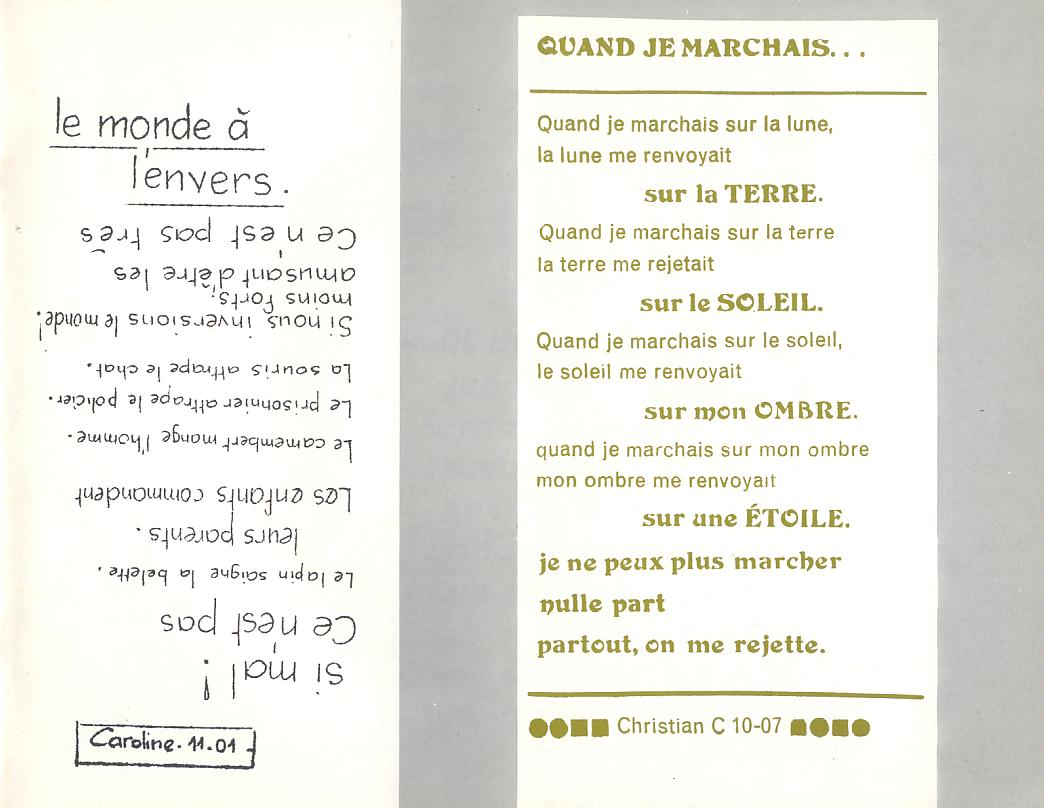 le monde à
l'envers.
Ce n'est pas très
amusant d'être les
moins forts;
Si nous inversions le monde!
La souris attrape le chat.
Le prisonnier attrape le policier.
Le camembert mange l'homme.
Les enfants commandent
leurs parents.
Le lapin saigne la belette.
Ce n'est pas
si mal!
Caroline. 11.01
QUAND JE MARCHAIS...
Quand je marchais sur la lune,
la lune me renvoyait
sur la TERRE.
Quand je marchais sur la terre
la terre me rejetait
sur le SOLEIL.
Quand je marchais sur le soleil,
le soleil me renvoyait
sur mon OMBRE.
quand je marchais sur mon ombre
mon ombre me renvoyait
sur une ÉTOILE.
je ne peux plus marcher
nulle part
partout, on me rejette.
Christian C 10-07